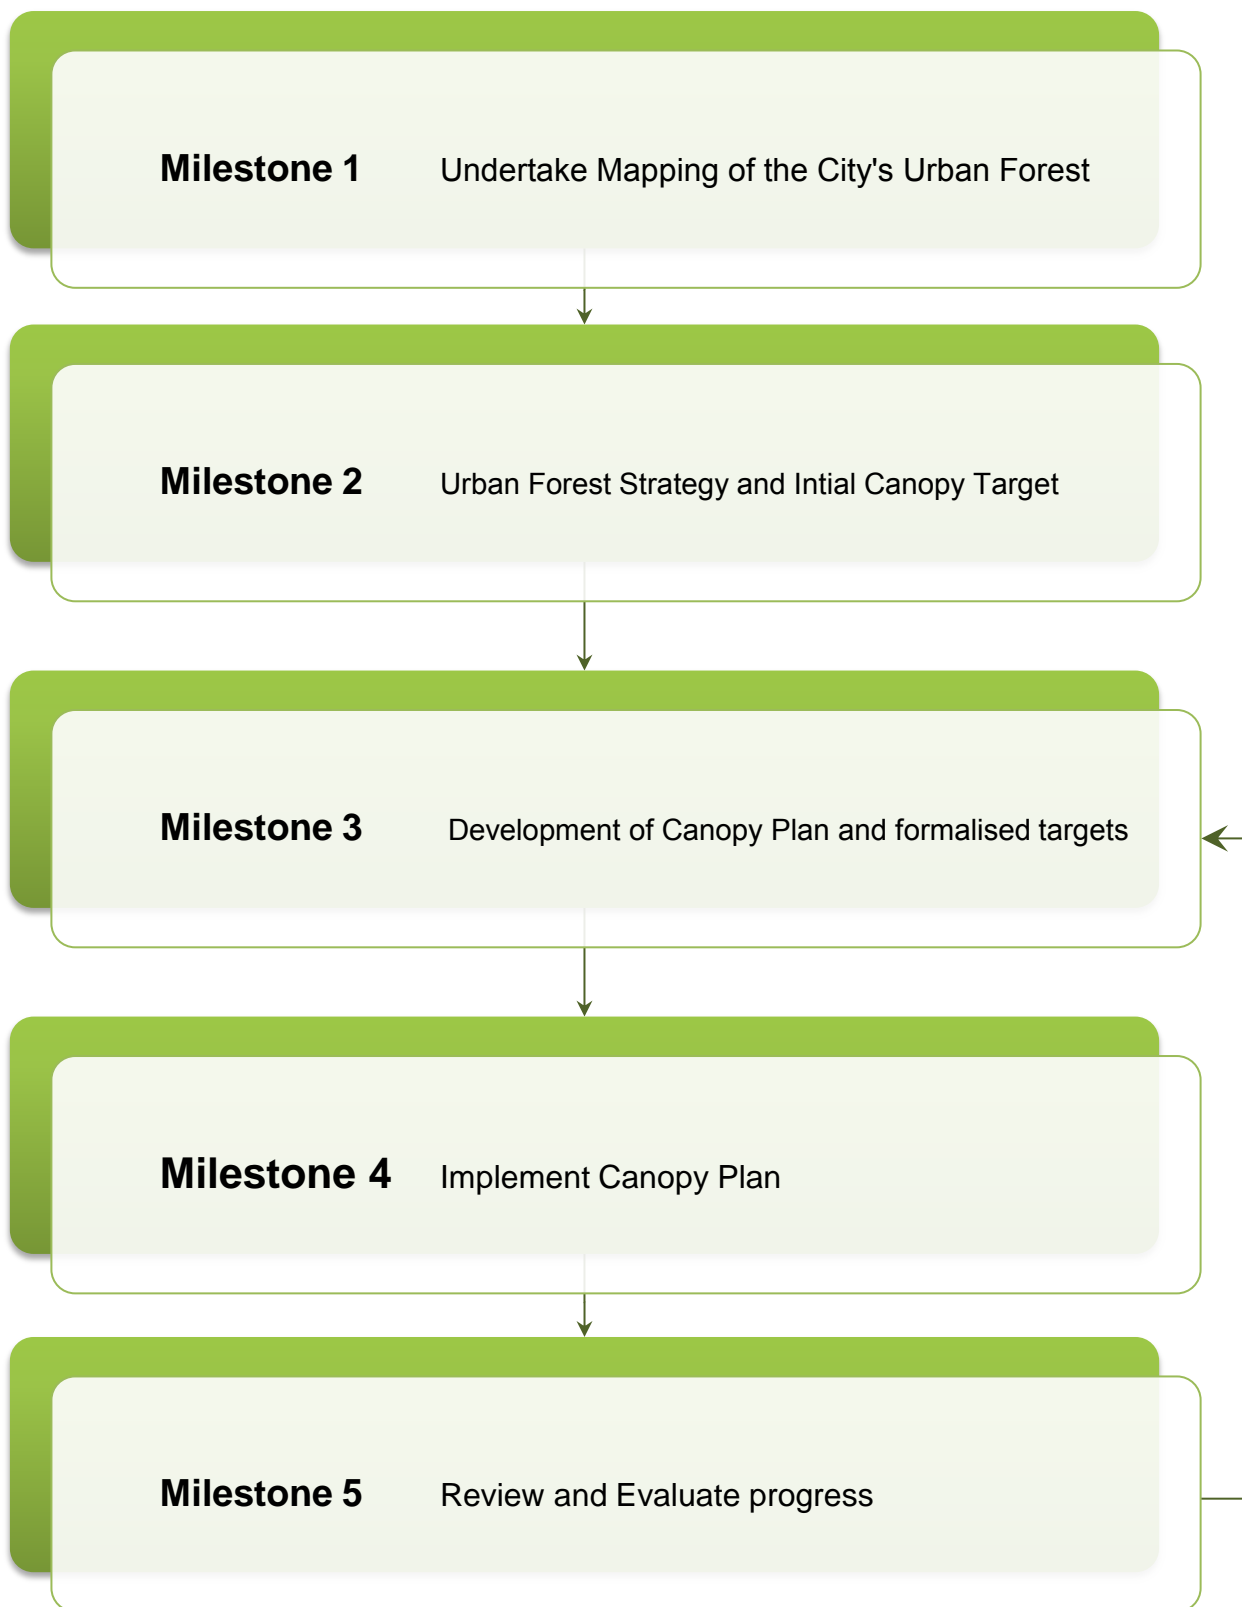 Milestone 1 Undertake Mapping of the City's Urban Forest
Milestone 2 Urban Forest Strategy and Intial Canopy Target
Milestone 3 Development of Canopy Plan and formalised targets
Milestone 4 Implement Canopy Plan
Milestone 5 Review and Evaluate progress